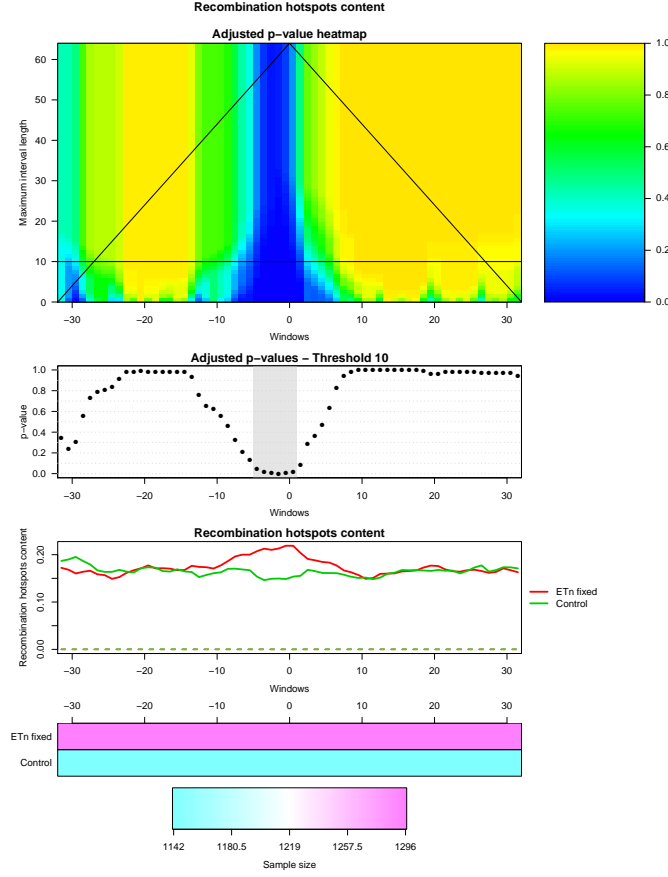 Recombination hotspots content
Adjusted p−value heatmap
Maximum interval length
0 10 20 30 40 50 60
−30 −20 −10 0 10 20 30
Windows
0.0 0.2 0.4 0.6 0.8 1.0
Adjusted p−values − Threshold 10
p−value
0.0 0.2 0.4 0.6 0.8 1.0
−30 −20 −10 0 10 20 30
Windows
Recombination hotspots content
Recombination hotspots content
0.00 0.10 0.20
−30 −20 −10 0 10 20 30
Windows
ETn fixed
Control
−30 −20 −10 0 10 20 30
ETn fixed
Control
1142 1180.5 1219 1257.5 1296
Sample size